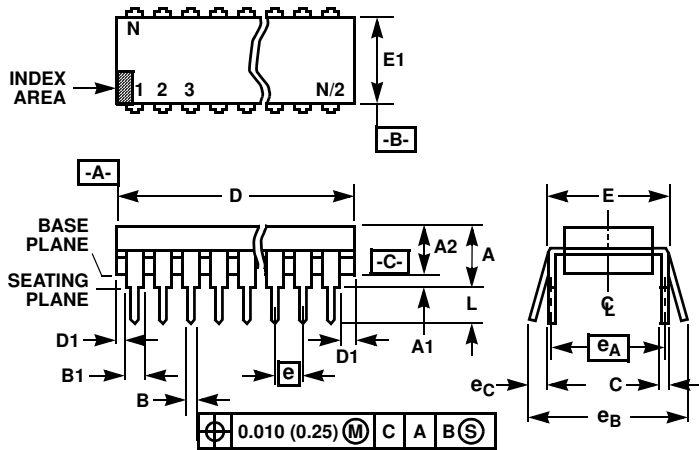 N
E1
INDEX
AREA
1 2 3 N/2
-B-
-A-
D
E
BASE
PLANE
A2
A
-C-
SEATING
PLANE
L
C
L
D1
A1
D1
eA
B1
e
eC
C
B
eB
0.010 (0.25) M C A B S